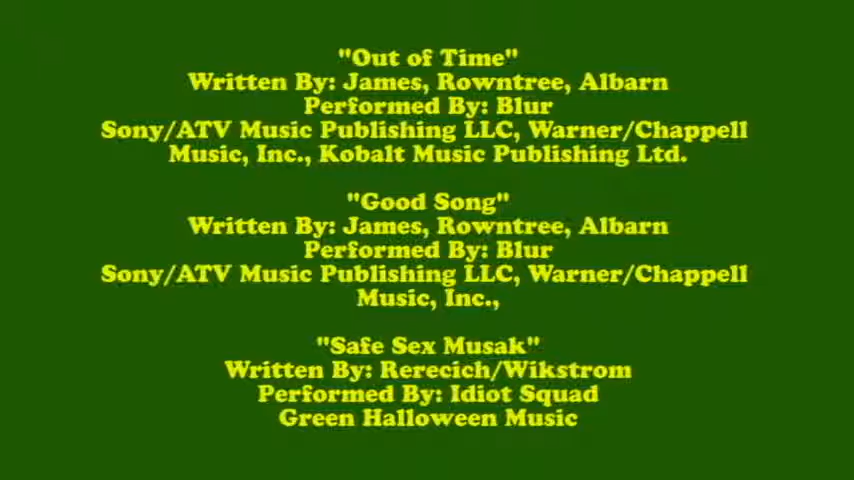 "Out of Time"
Written By: James, Rowntree, Albarn
Performed By: Blur
Sony/ATV Music Publishing LLC, Warner/Chappell
Music, Inc., Kobalt Music Publishing Ltd.
"Good Song"
Written By: James, Rowntree, Albarn
Performed By: Blur
Sony/ATV Music Publishing LLC, Warner/Chappell
Music, Inc.,
"Safe Sex Musak"
Written By: Rerecich/Wikstrom
Performed By: Idiot Squad
Green Halloween Music